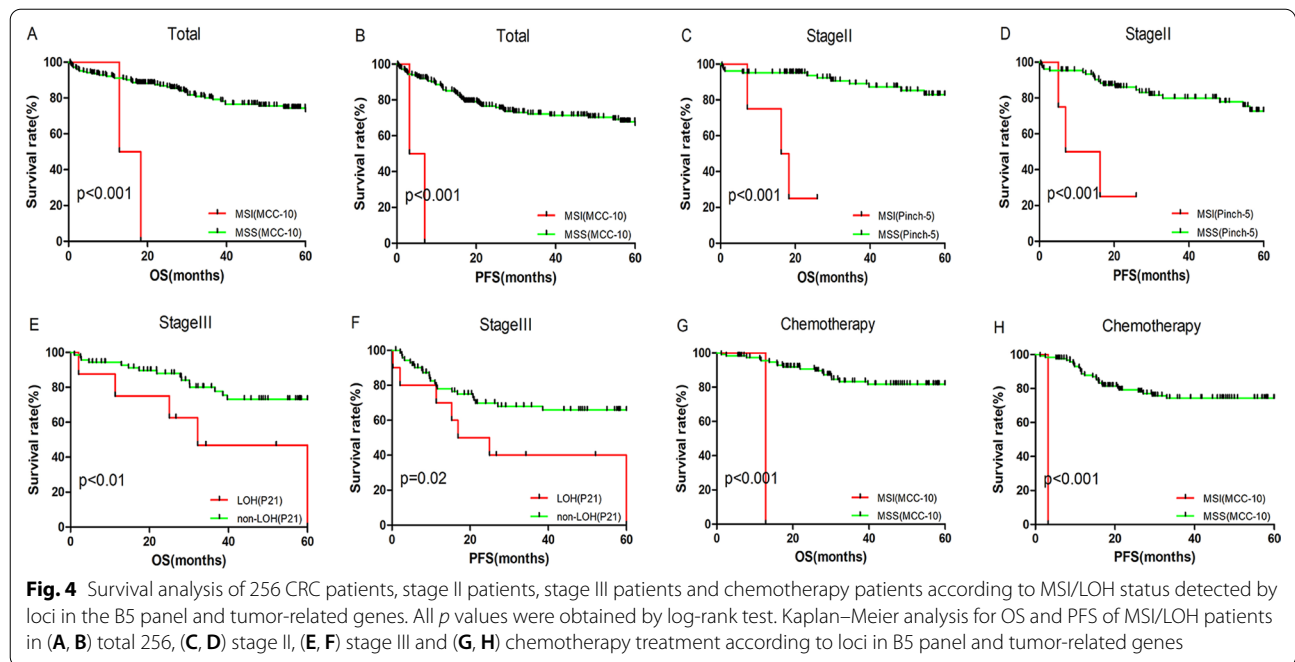 A
Total
100
80
60
40
20
0
Survival rate(%)
p<0.001
MSI(MCC-10)
MSS(MCC-10)
0
20
40
60
OS(months)
B
Total
100
80
60
40
20
0
Survival rate(%)
p<0.001
MSI(MCC-10)
MSS(MCC-10)
0
20
40
60
PFS(months)
C
StageII
100
80
60
40
20
0
Survival rate(%)
p<0.001
MSI(Pinch-5)
MSS(Pinch-5)
0
20
40
60
OS(months)
D
StageII
100
80
60
40
20
0
Survival rate(%)
p<0.001
MSI(Pinch-5)
MSS(Pinch-5)
0
20
40
60
PFS(months)
E
StageIII
100
80
60
40
20
0
Survival rate(%)
p<0.01
LOH(P21)
non-LOH(P21)
0
20
40
60
OS(months)
F
StageIII
100
80
60
40
20
0
Survival rate(%)
p=0.02
LOH(P21)
non-LOH(P21)
0
20
40
60
PFS(months)
G
Chemotherapy
100
80
60
40
20
0
Survival rate(%)
p<0.001
MSI(MCC-10)
MSS(MCC-10)
0
20
40
60
OS(months)
H
Chemotherapy
100
80
60
40
20
0
Survival rate(%)
p<0.001
MSI(MCC-10)
MSS(MCC-10)
0
20
40
60
PFS(months)
Fig. 4 Survival analysis of 256 CRC patients, stage II patients, stage III patients and chemotherapy patients according to MSI/LOH status detected by
loci in the B5 panel and tumor-related genes. All p values were obtained by log-rank test. Kaplan–Meier analysis for OS and PFS of MSI/LOH patients
in (A, B) total 256, (C, D) stage II, (E, F) stage III and (G, H) chemotherapy treatment according to loci in B5 panel and tumor-related genes